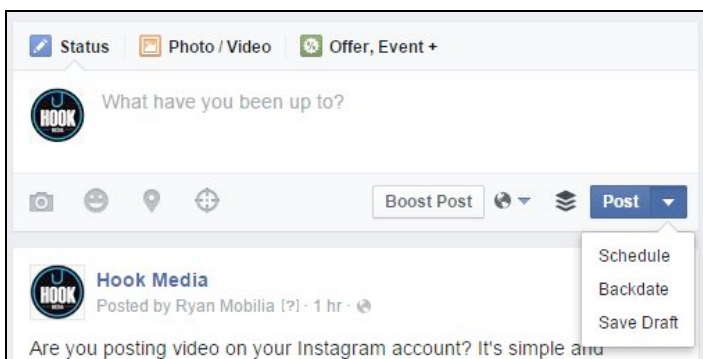 Status Photo / Video Offer, Event +
HOOK
MEDIA
What have you been up to?
Boost Post Post
Schedule
Backdate
Save Draft
HOOK
Hook Media
Posted by Ryan Mobilia [?] · 1 hr ·
Are you posting video on your Instagram account? It's simple and